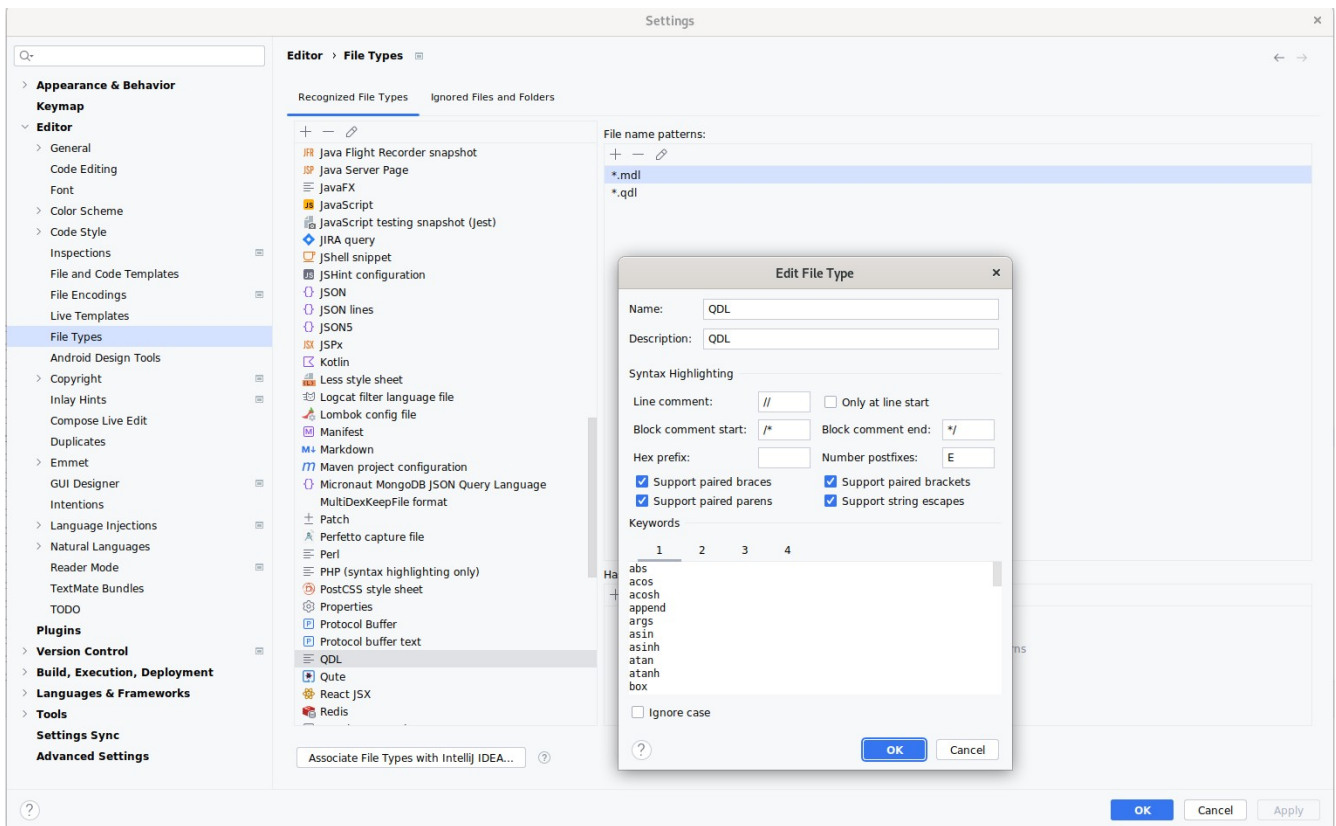 Settings
Editor › File Types
Appearance & Behavior
Keymap
Editor
General
Code Editing
Font
Color Scheme
Code Style
Inspections
File and Code Templates
File Encodings
Live Templates
File Types
Android Design Tools
Copyright
Inlay Hints
Compose Live Edit
Duplicates
Emmet
GUI Designer
Intentions
Language Injections
Natural Languages
Reader Mode
TextMate Bundles
TODO
Plugins
Version Control
Build, Execution, Deployment
Languages & Frameworks
Tools
Settings Sync
Advanced Settings
Recognized File Types Ignored Files and Folders
JFR Java Flight Recorder snapshot
JSP Java Server Page
JavaFX
JS JavaScript
JavaScript testing snapshot (Jest)
JIRA query
JShell snippet
JS JSHint configuration
{} JSON
{} JSON lines
{} JSON5
JSX JSPx
Kotlin
Less style sheet
Logcat filter language file
Lombok config file
M Manifest
M↓ Markdown
m Maven project configuration
{} Micronaut MongoDB JSON Query Language
MultiDexKeepFile format
Patch
Perfetto capture file
Perl
PHP (syntax highlighting only)
PostCSS style sheet
Properties
P Protocol Buffer
P Protocol buffer text
QDL
Qute
React JSX
Redis
Associate File Types with IntelliJ IDEA... ?
File name patterns:
*.mdl
*.qdl
Ha
ns
Edit File Type
Name: QDL
Description: QDL
Syntax Highlighting
Line comment: // Only at line start
Block comment start: /* Block comment end: */
Hex prefix: Number postfixes: E
Support paired braces Support paired brackets
Support paired parens Support string escapes
Keywords
1 2 3 4
abs
acos
acosh
append
args
asin
asinh
atan
atanh
box
Ignore case
? OK Cancel
? OK Cancel Apply